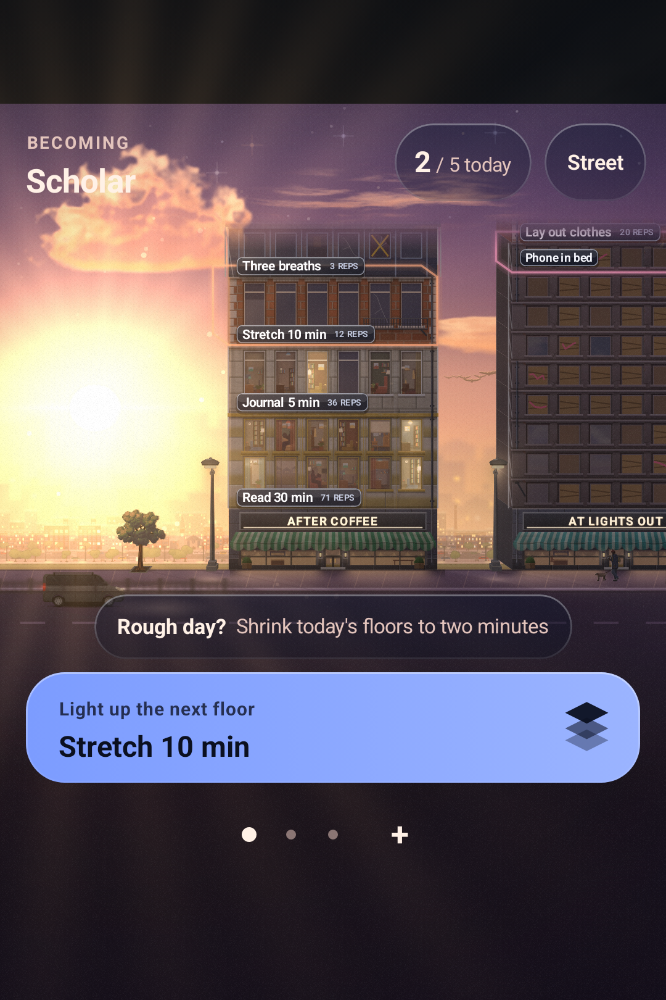 BECOMING
Scholar
2 / 5 today
Street
Lay out clothes 20 REPS
Phone in bed
Three breaths 3 REPS
Stretch 10 min 12 REPS
Journal 5 min 36 REPS
Read 30 min 71 REPS
AFTER COFFEE
AT LIGHTS OUT
Rough day? Shrink today's floors to two minutes
Light up the next floor
Stretch 10 min